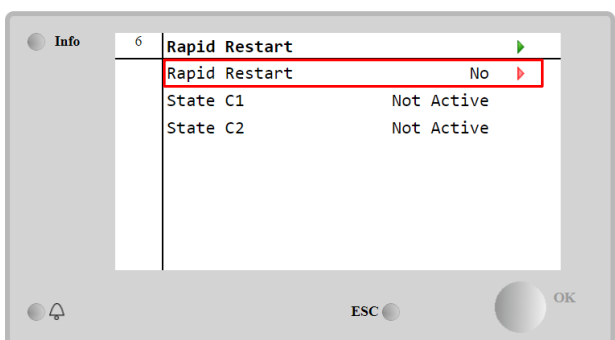 Info
6
Rapid Restart
Rapid Restart No
State C1 Not Active
State C2 Not Active
ESC
OK